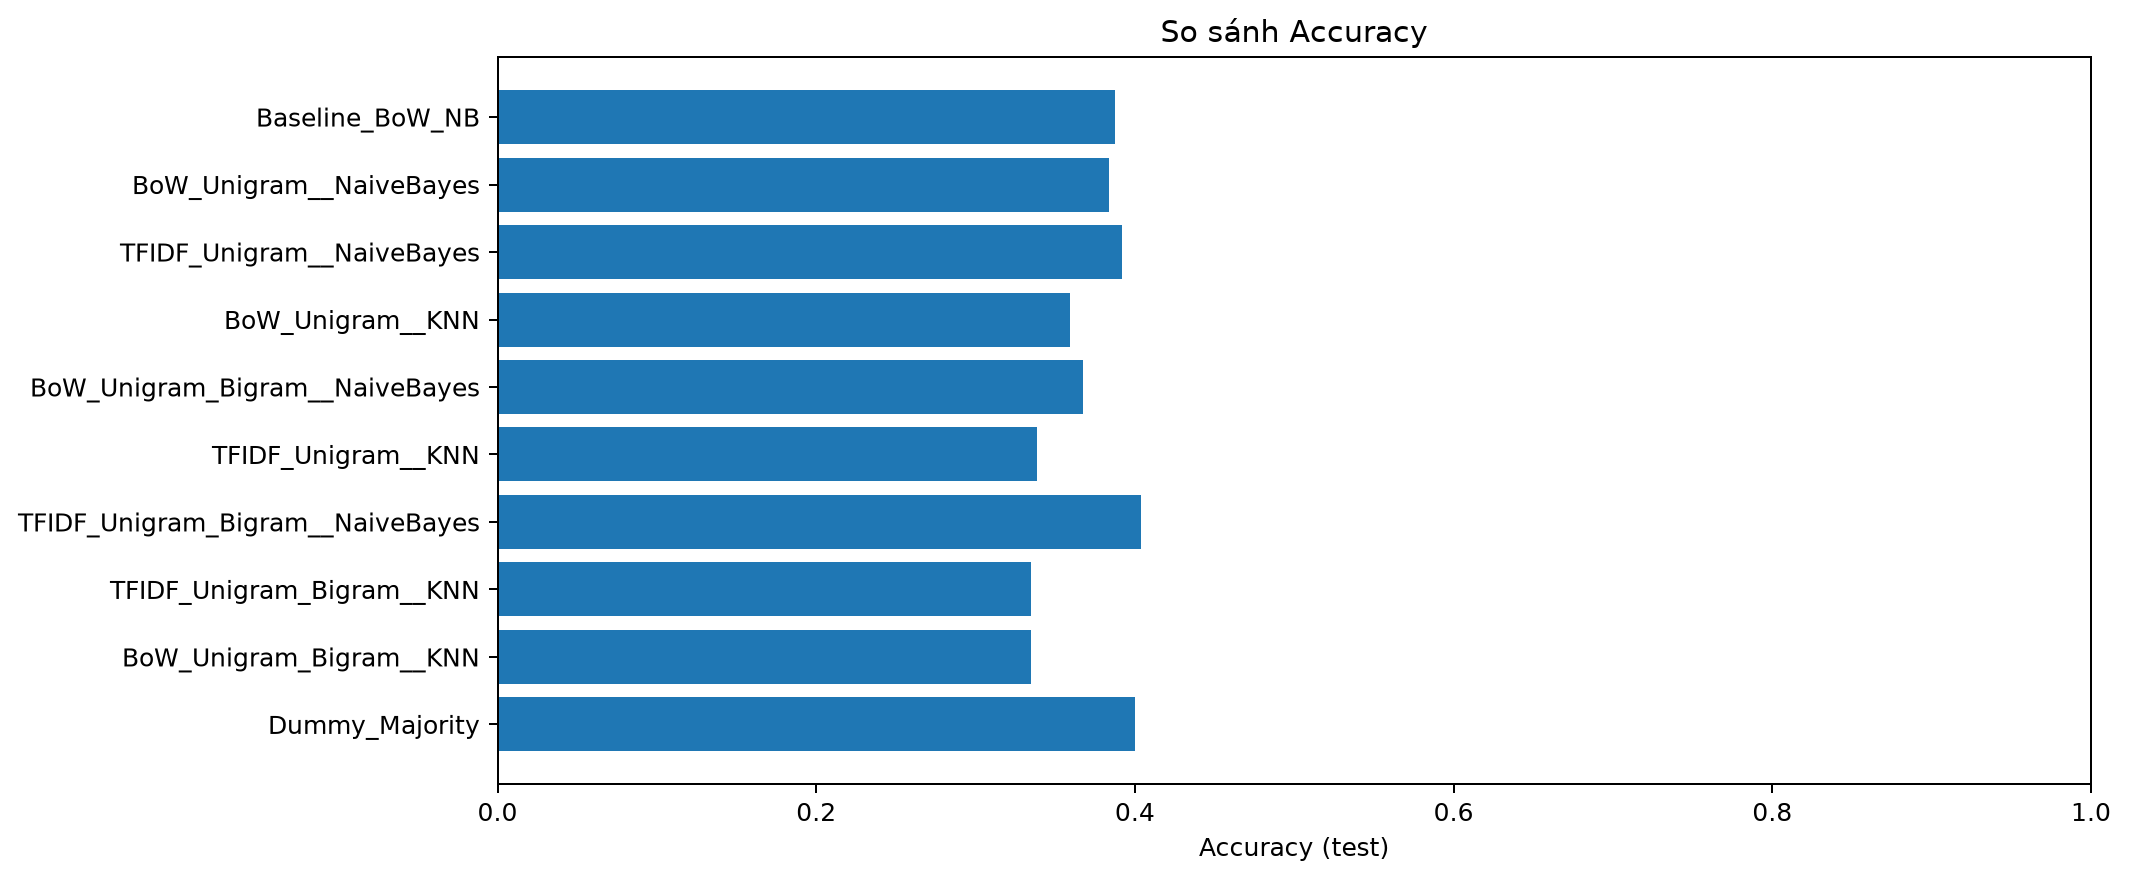 So sánh Accuracy
Baseline_BoW_NB
BoW_Unigram__NaiveBayes
TFIDF_Unigram__NaiveBayes
BoW_Unigram__KNN
BoW_Unigram_Bigram__NaiveBayes
TFIDF_Unigram__KNN
TFIDF_Unigram_Bigram__NaiveBayes
TFIDF_Unigram_Bigram__KNN
BoW_Unigram_Bigram__KNN
Dummy_Majority
0.0 0.2 0.4 0.6 0.8 1.0
Accuracy (test)